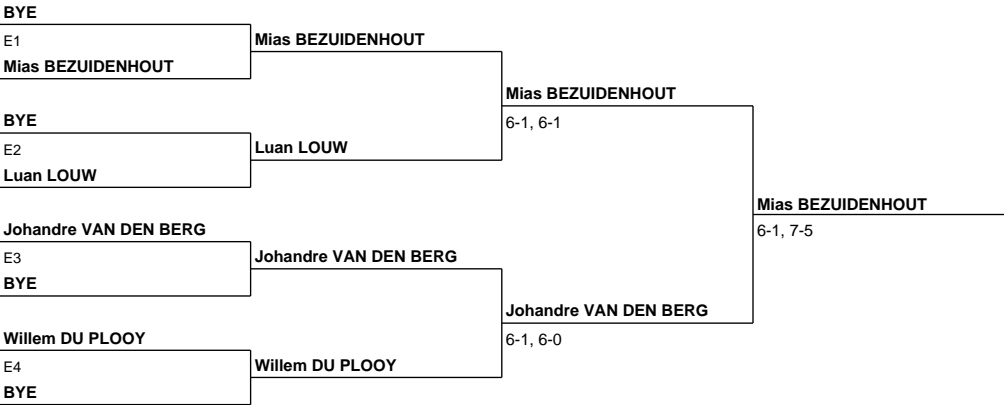 BYE
E1
Mias BEZUIDENHOUT
Mias BEZUIDENHOUT
BYE
E2
Luan LOUW
Luan LOUW
Mias BEZUIDENHOUT
6-1, 6-1
Johandre VAN DEN BERG
E3
BYE
Johandre VAN DEN BERG
Willem DU PLOOY
E4
BYE
Willem DU PLOOY
Johandre VAN DEN BERG
6-1, 6-0
Mias BEZUIDENHOUT
6-1, 7-5